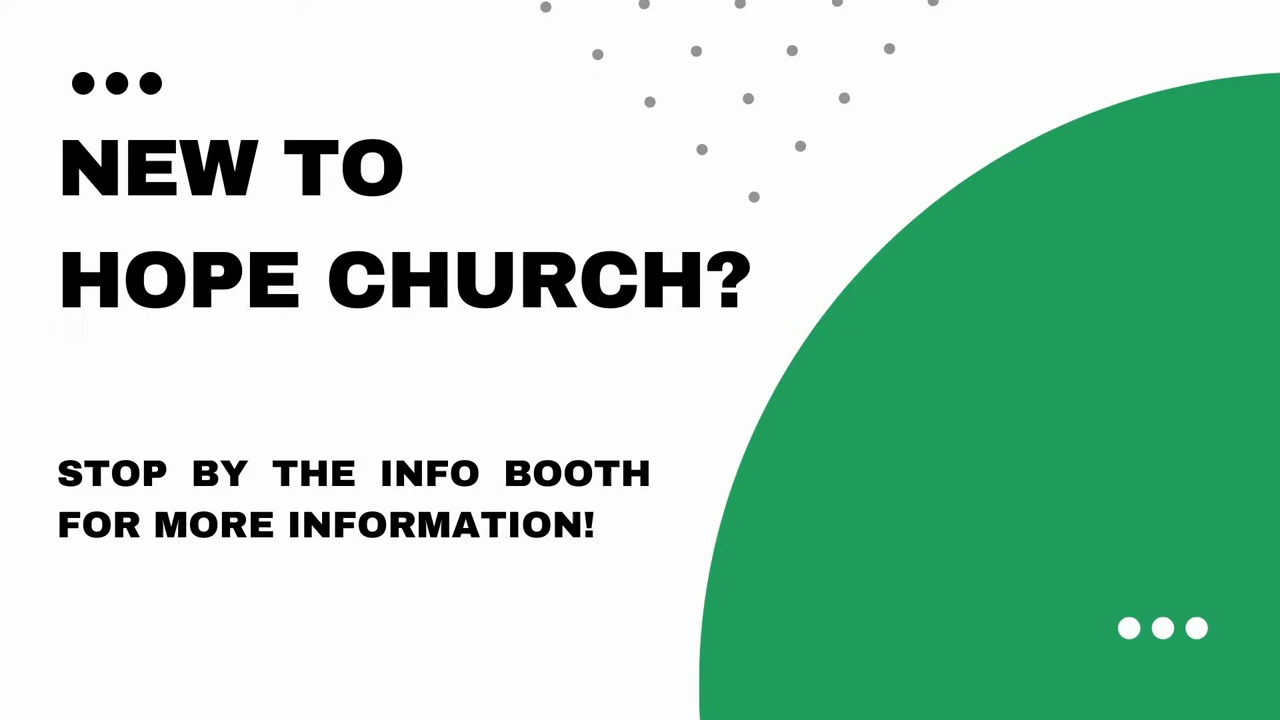 NEW TO
HOPE CHURCH?
STOP BY THE INFO BOOTH
FOR MORE INFORMATION!